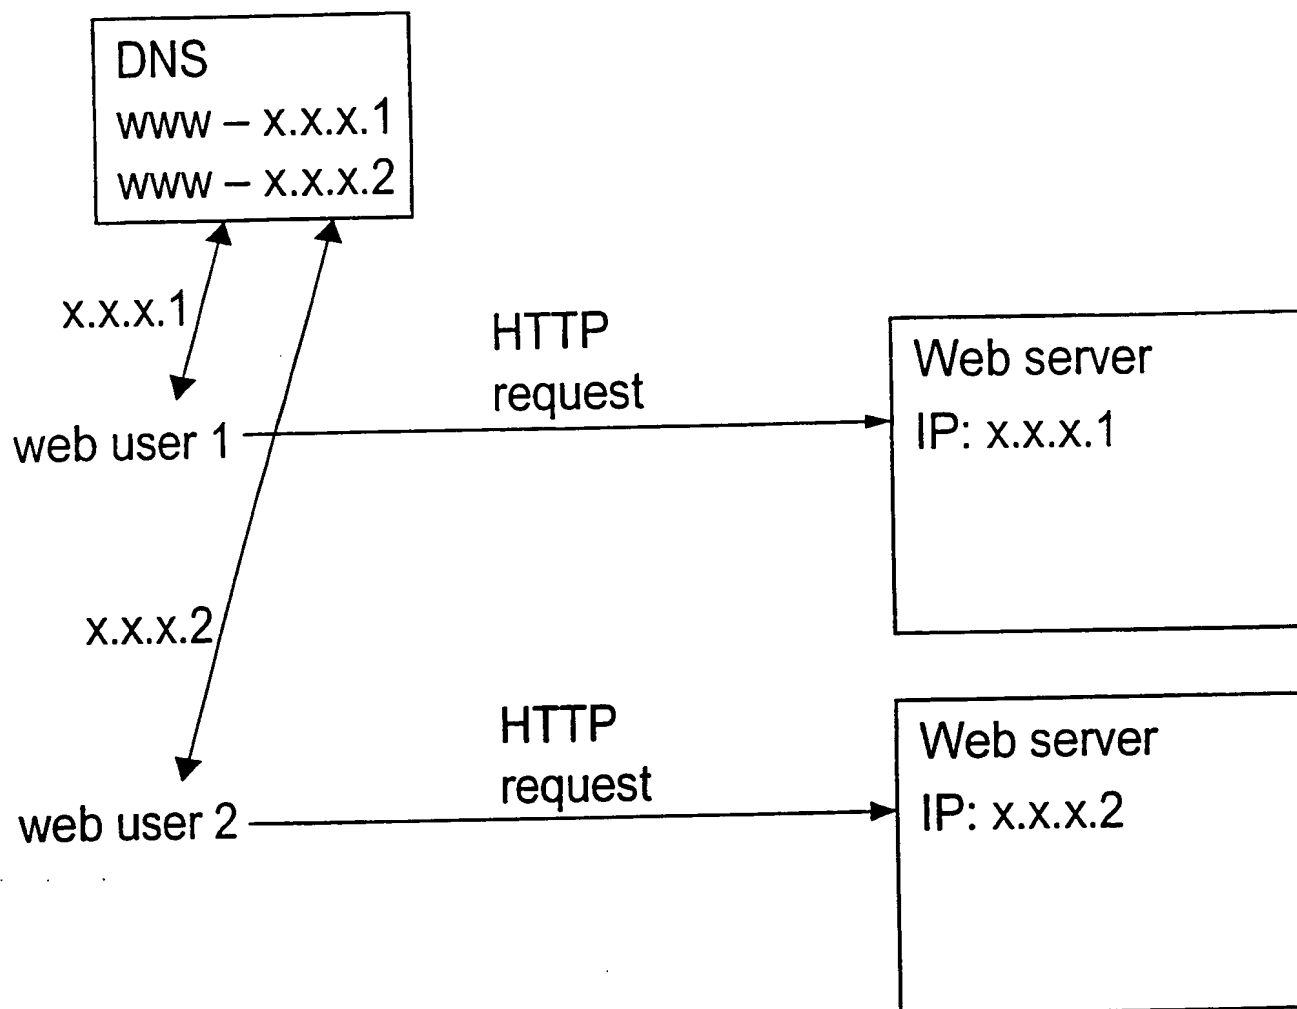 DNS
www – x.x.x.1
www – x.x.x.2
x.x.x.1
HTTP
request
web user 1
Web server
IP: x.x.x.1
x.x.x.2
HTTP
request
web user 2
Web server
IP: x.x.x.2